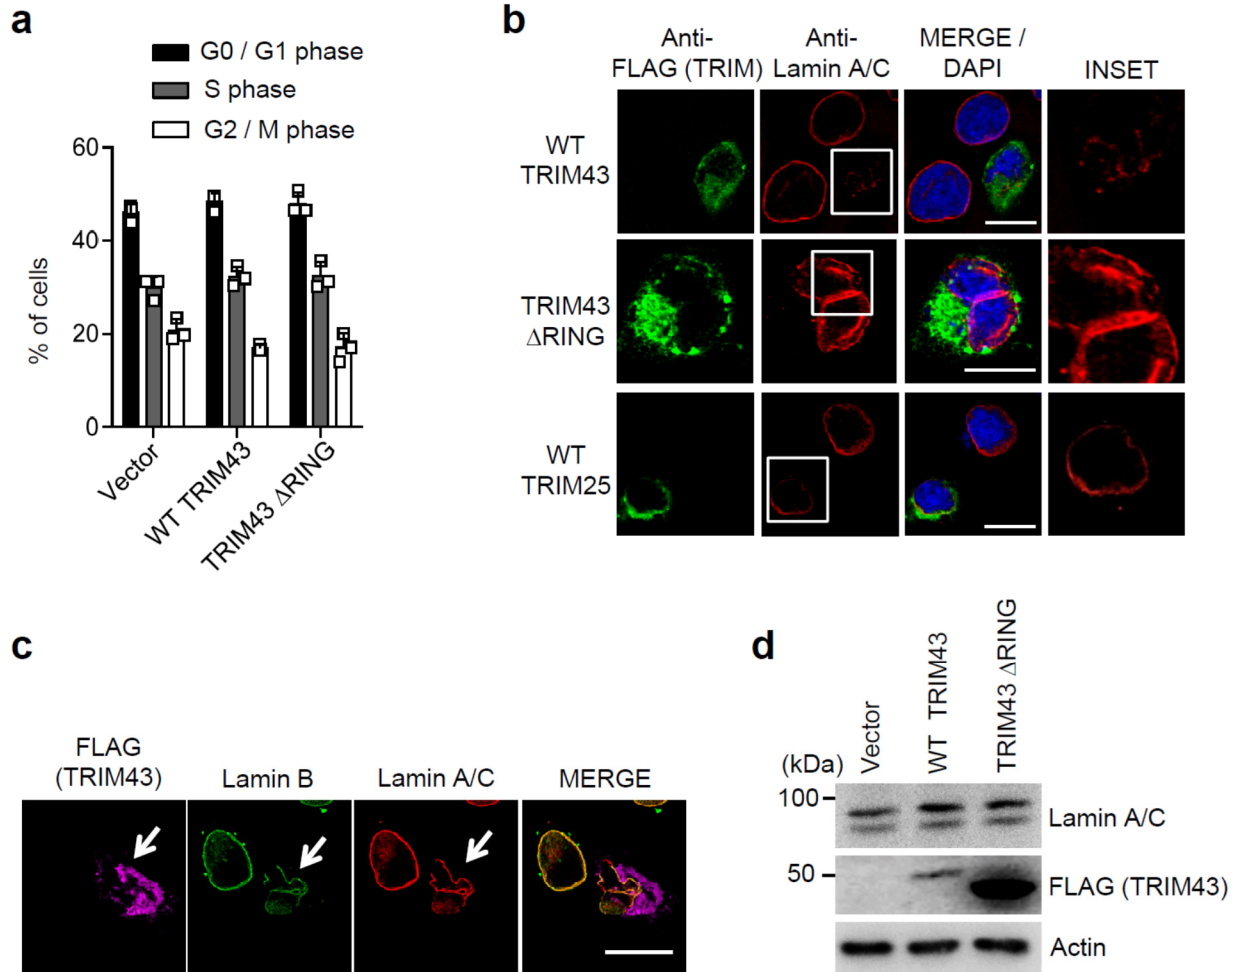 a
G0 / G1 phase
S phase
G2 / M phase
60
40
20
0
% of cells
Vector
WT TRIM43
TRIM43 ΔRING
b
Anti-
FLAG (TRIM)
Anti-
Lamin A/C
MERGE /
DAPI
INSET
WT
TRIM43
TRIM43
ΔRING
WT
TRIM25
c
FLAG
(TRIM43)
Lamin B
Lamin A/C
MERGE
d
Vector
WT TRIM43
TRIM43 ΔRING
(kDa)
100
Lamin A/C
50
FLAG (TRIM43)
Actin